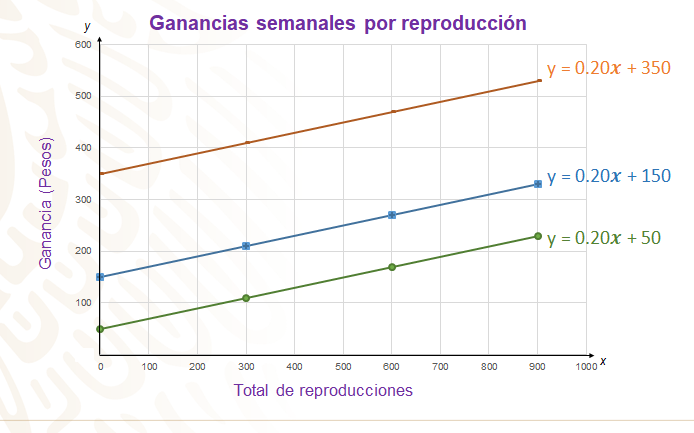 Ganancias semanales por reproducción
y
600
500
400
300
200
100
Ganancia (Pesos)
y = 0.20x + 350
y = 0.20x + 150
y = 0.20x + 50
0 100 200 300 400 500 600 700 800 900 1000 x
Total de reproducciones